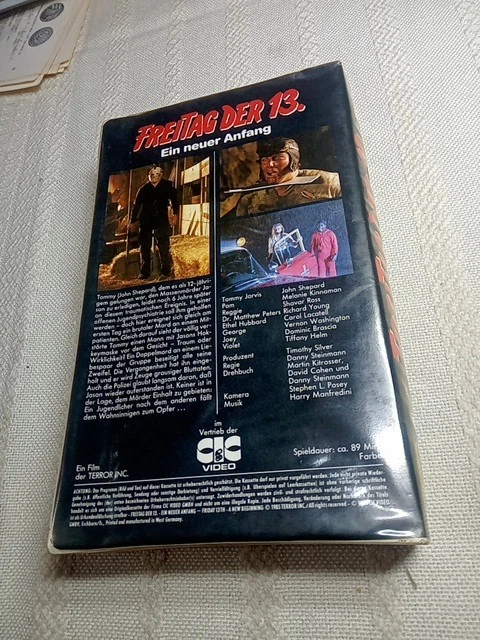 FREITAG DER 13.
Ein neuer Anfang
Tommy (John Shepard), dem es als 12-jähri-
gem gelungen war, den Massenmörder Ja-
son zu erledigen, leidet noch 6 Jahre später
an diesem traumatischen Ereignis. In einer
offenen Jugendpsychiatrie soll ihm geholfen
werden – doch hier ereignet sich gleich am
ersten Tag ein brutaler Mord an einem Mit-
patienten. Gleich darauf sieht der völlig ver-
störte Tommy einen Mann mit Jasons Hok-
keymaske vor dem Gesicht – Traum oder
Wirklichkeit? Ein Doppelmord an einem Lie-
bespaar der Gruppe beseitigt alle seine
Zweifel. Die Vergangenheit hat ihn einge-
holt und er wird Zeuge grausiger Bluttaten.
Auch die Polizei glaubt langsam daran, daß
Jason wieder auferstanden ist. Keiner ist in
der Lage, dem Mörder Einhalt zu gebieten;
Ein Jugendlicher nach dem anderen fällt
dem Wahnsinnigen zum Opfer ...
Tommy Jarvis John Shepard
Pam Melanie Kinnaman
Reggie Shavar Ross
Dr. Matthew Peters Richard Young
Ethel Hubbard Carol Lacatell
George Vernon Washington
Joey Dominic Brascia
Violet Tiffany Helm
Produzent Timothy Silver
Regie Danny Steinmann
Drehbuch Martin Kitrosser,
David Cohen und
Danny Steinmann
Kamera Stephen L. Posey
Musik Harry Manfredini
im
Vertrieb der
CIC
VIDEO
Ein Film
der TERROR INC.
Spieldauer: ca. 89 Min
Farbe